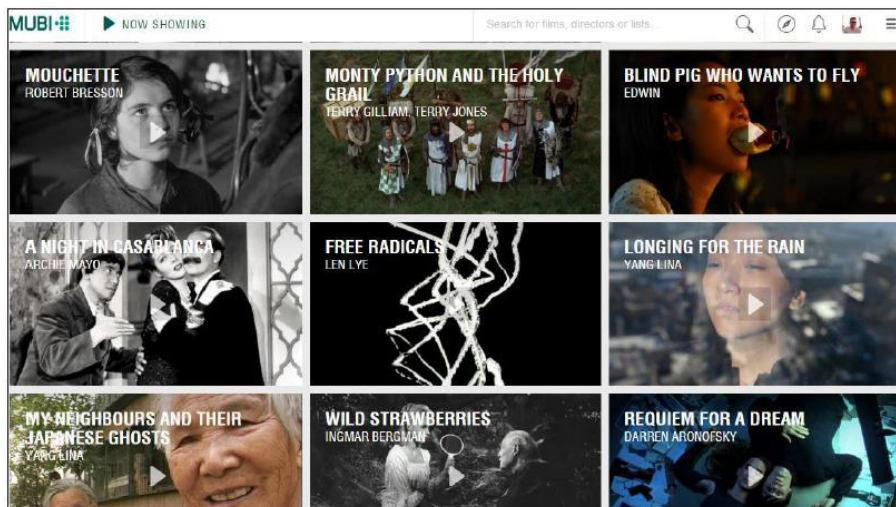 MUBI
NOW SHOWING
Search for films, directors or lists...
MOUCHETTE
ROBERT BRESSON
MONTY PYTHON AND THE HOLY
GRAIL
TERRY GILLIAM, TERRY JONES
BLIND PIG WHO WANTS TO FLY
EDWIN
A NIGHT IN CASABLANCA
ARCHIE MAYO
FREE RADICALS
LEN LYE
LONGING FOR THE RAIN
YANG LINA
MY NEIGHBOURS AND THEIR
JAPANESE GHOSTS
YANG LINA
WILD STRAWBERRIES
INGMAR BERGMAN
REQUIEM FOR A DREAM
DARREN ARONOFSKY